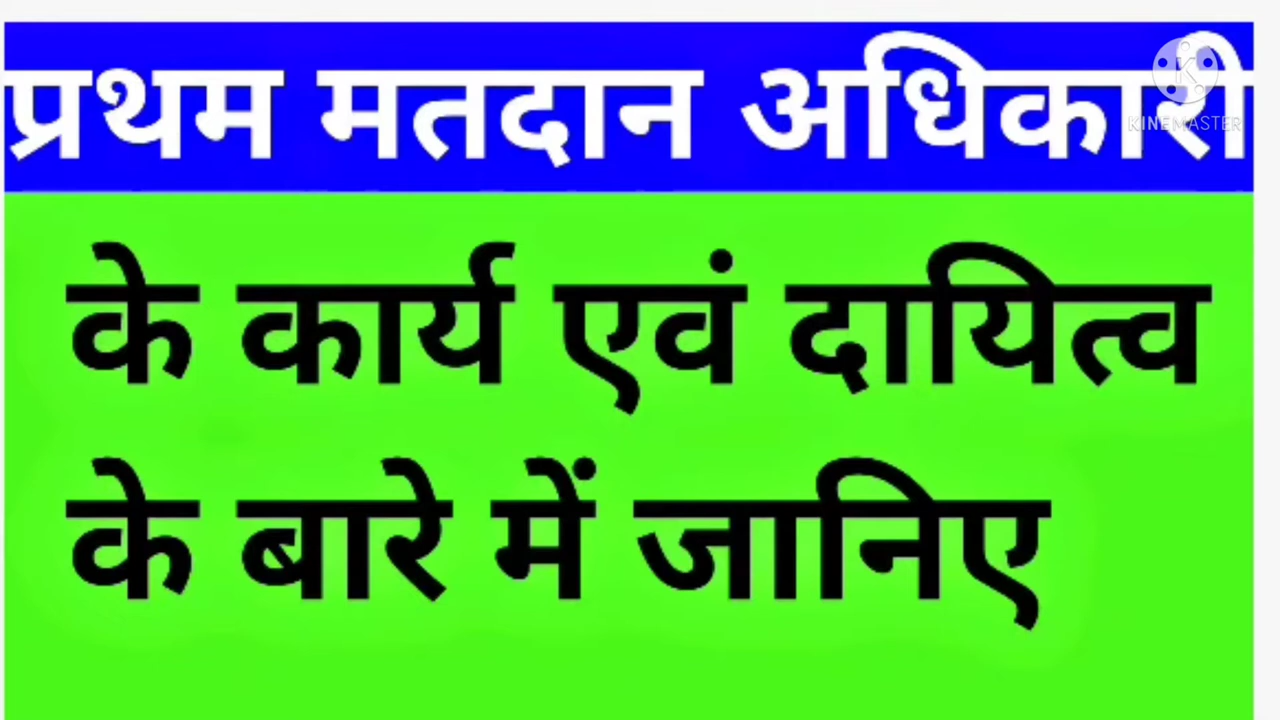 प्रथम मतदान अधिकारी
KINEMASTER
के कार्य एवं दायित्व
के बारे में जानिए